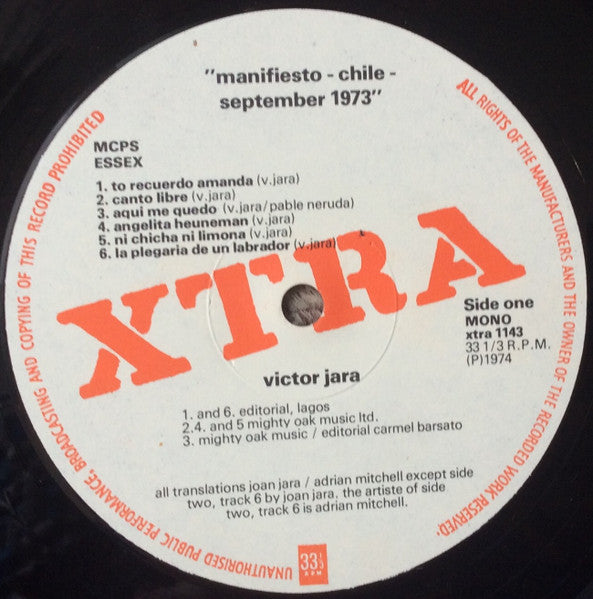 "manifiesto - chile -
september 1973"
MCPS
ESSEX
1. to recuerdo amanda (v.jara)
2. canto libre (v.jara)
3. aqui me quedo (v.jara/pable neruda)
4. angelita heuneman (v.jara)
5. ni chicha ni limona (v.jara)
6. la plegaria de un labrador (v.jara)
XTRA
Side one
MONO
xtra 1143
33 1/3 R.P.M.
(P)1974
victor jara
1. and 6. editorial, lagos
2.4. and 5 mighty oak music ltd.
3. mighty oak music / editorial carmel barsato
all translations joan jara / adrian mitchell except side
two, track 6 by joan jara. the artiste of side
two, track 6 is adrian mitchell.
ALL RIGHTS OF THE MANUFACTURERS AND THE OWNER OF THE RECORDED WORK RESERVED.
UNAUTHORISED PUBLIC PERFORMANCE, BROADCASTING AND COPYING OF THIS RECORD PROHIBITED
33 1/3
RPM